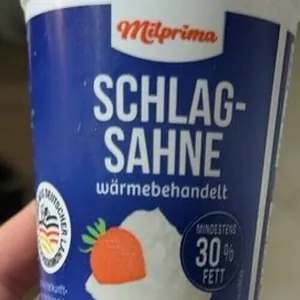 Milprima
SCHLAG-
SAHNE
wärmebehandelt
MINDESTENS
30%
FETT